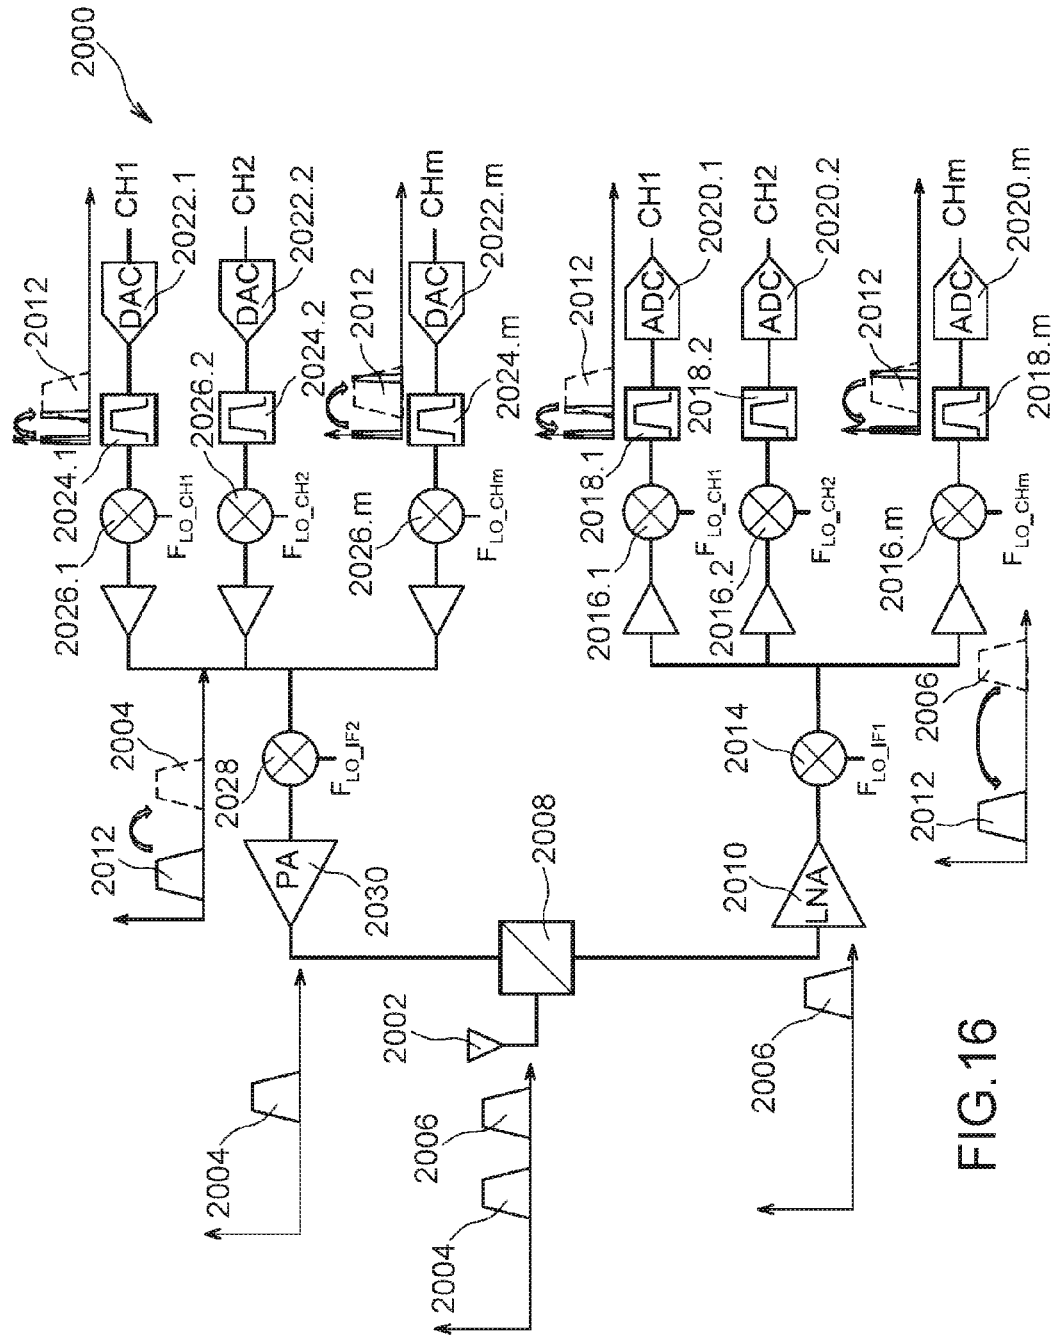 2000
2012
CH1
DAC
2022.1
2024.1
2026.1
F_LO_CH1
CH2
DAC
2022.2
2024.2
2026.2
F_LO_CH2
2012
CHm
DAC
2022.m
2024.m
2026.m
F_LO_CHm
2004
2012
2028
F_LO_IF2
PA
2030
2004
2008
2002
2006
2004
2012
CH1
ADC
2020.1
2018.1
2016.1
F_LO_CH1
CH2
ADC
2020.2
2018.2
2016.2
F_LO_CH2
2012
CHm
ADC
2020.m
2018.m
2016.m
F_LO_CHm
2014
F_LO_IF1
2010
LNA
2006
2012
2006
FIG.16